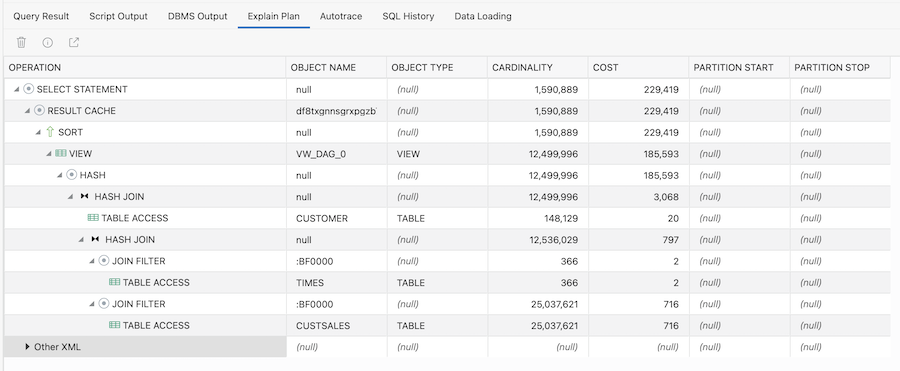 Query Result Script Output DBMS Output Explain Plan Autotrace SQL History Data Loading
OPERATION OBJECT NAME OBJECT TYPE CARDINALITY COST PARTITION START PARTITION STOP
SELECT STATEMENT null (null) 1,590,889 229,419 (null) (null)
RESULT CACHE df8txgnnsgrxpgzb (null) 1,590,889 229,419 (null) (null)
SORT null (null) 1,590,889 229,419 (null) (null)
VIEW VW_DAG_0 VIEW 12,499,996 185,593 (null) (null)
HASH null (null) 12,499,996 185,593 (null) (null)
HASH JOIN null (null) 12,499,996 3,068 (null) (null)
TABLE ACCESS CUSTOMER TABLE 148,129 20 (null) (null)
HASH JOIN null (null) 12,536,029 797 (null) (null)
JOIN FILTER :BF0000 (null) 366 2 (null) (null)
TABLE ACCESS TIMES TABLE 366 2 (null) (null)
JOIN FILTER :BF0000 (null) 25,037,621 716 (null) (null)
TABLE ACCESS CUSTSALES TABLE 25,037,621 716 (null) (null)
Other XML (null) (null) (null) (null) (null) (null)